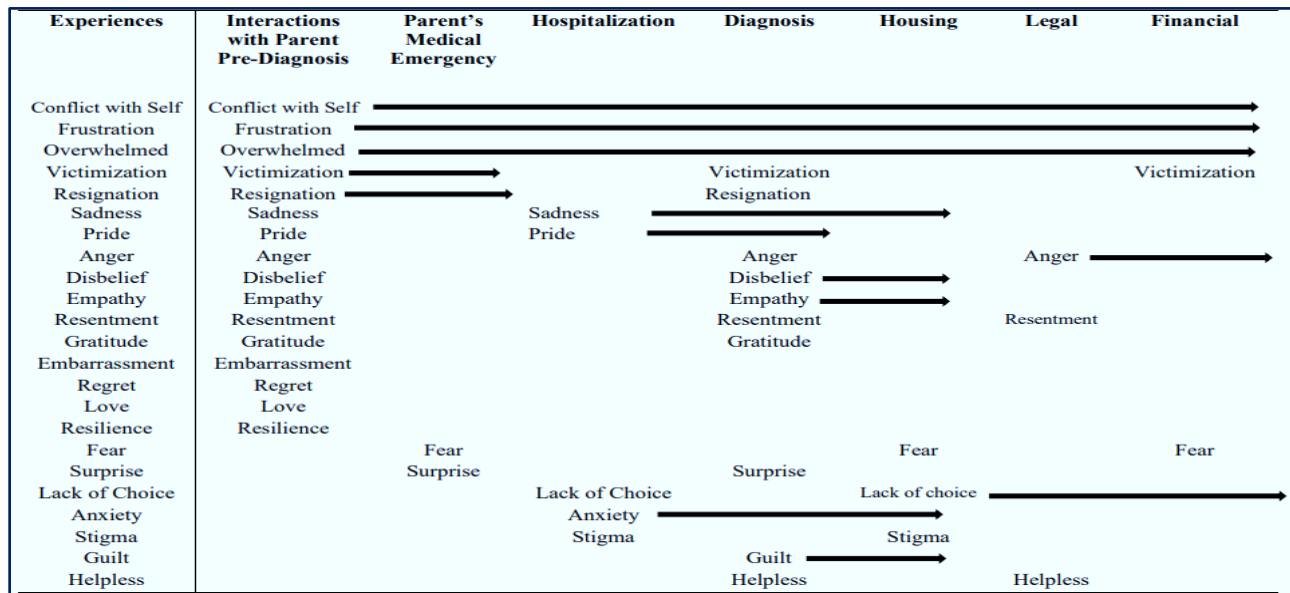 Experiences Interactions with Parent Pre-Diagnosis Parent's Medical Emergency Hospitalization Diagnosis Housing Legal Financial
Conflict with Self Conflict with Self
Frustration Frustration
Overwhelmed Overwhelmed
Victimization Victimization Victimization Victimization
Resignation Resignation Resignation
Sadness Sadness Sadness
Pride Pride Pride
Anger Anger Anger Anger
Disbelief Disbelief Disbelief
Empathy Empathy Empathy
Resentment Resentment Resentment Resentment
Gratitude Gratitude Gratitude
Embarrassment Embarrassment
Regret Regret
Love Love
Resilience Resilience
Fear Fear Fear Fear
Surprise Surprise Surprise
Lack of Choice Lack of Choice Lack of choice
Anxiety Anxiety
Stigma Stigma Stigma
Guilt Guilt
Helpless Helpless Helpless